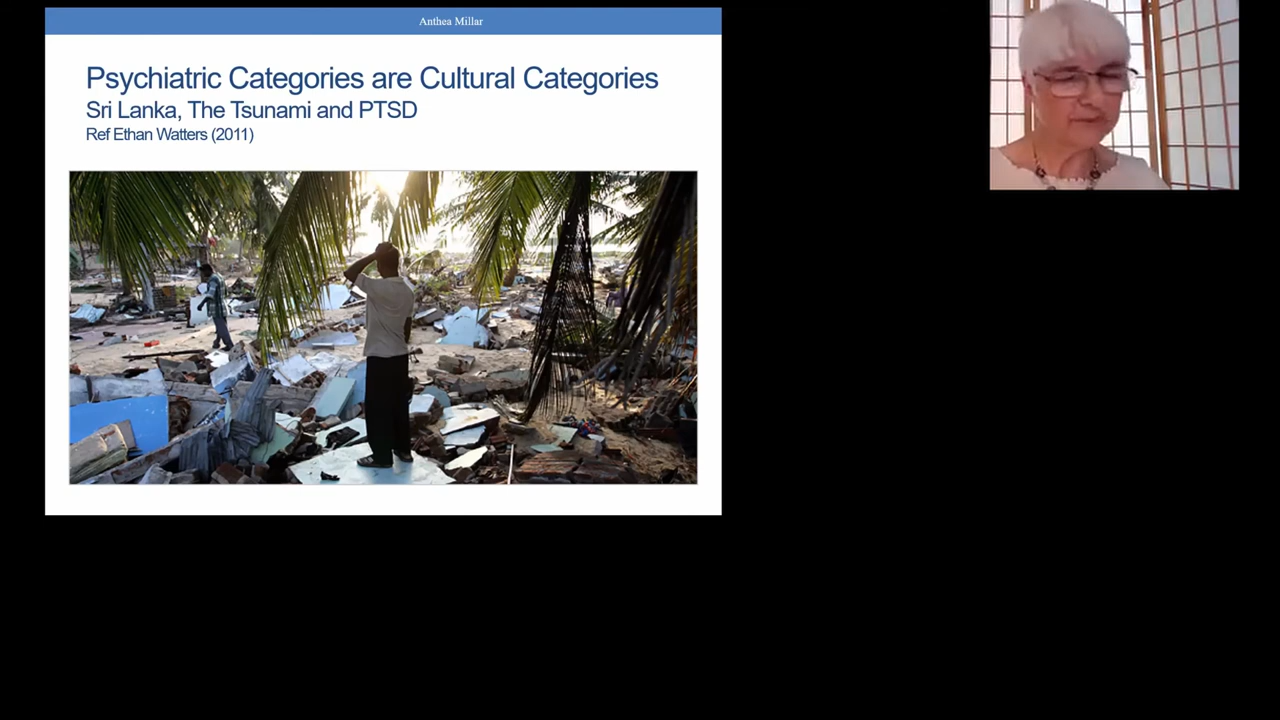 Anthea Millar
Psychiatric Categories are Cultural Categories
Sri Lanka, The Tsunami and PTSD
Ref Ethan Watters (2011)